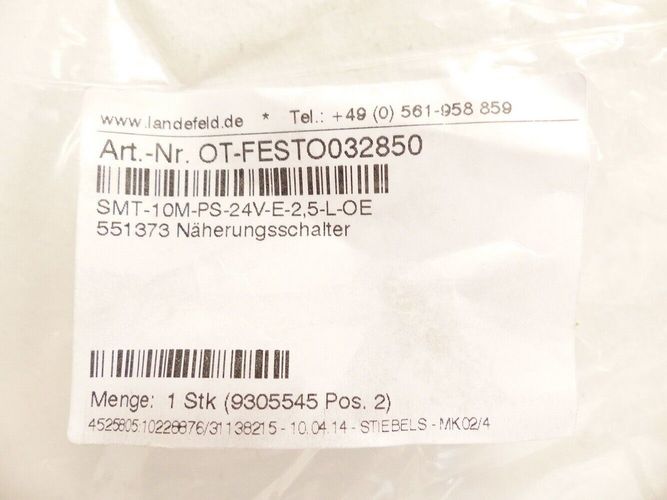 www.landefeld.de * Tel.: +49 (0) 561-958 859
Art.-Nr. OT-FESTO032850
SMT-10M-PS-24V-E-2,5-L-OE
551373 Näherungsschalter
Menge: 1 Stk (9305545 Pos. 2)
4525805 10228876/31138215 - 10.04.14 - STIEBELS - MK02/4